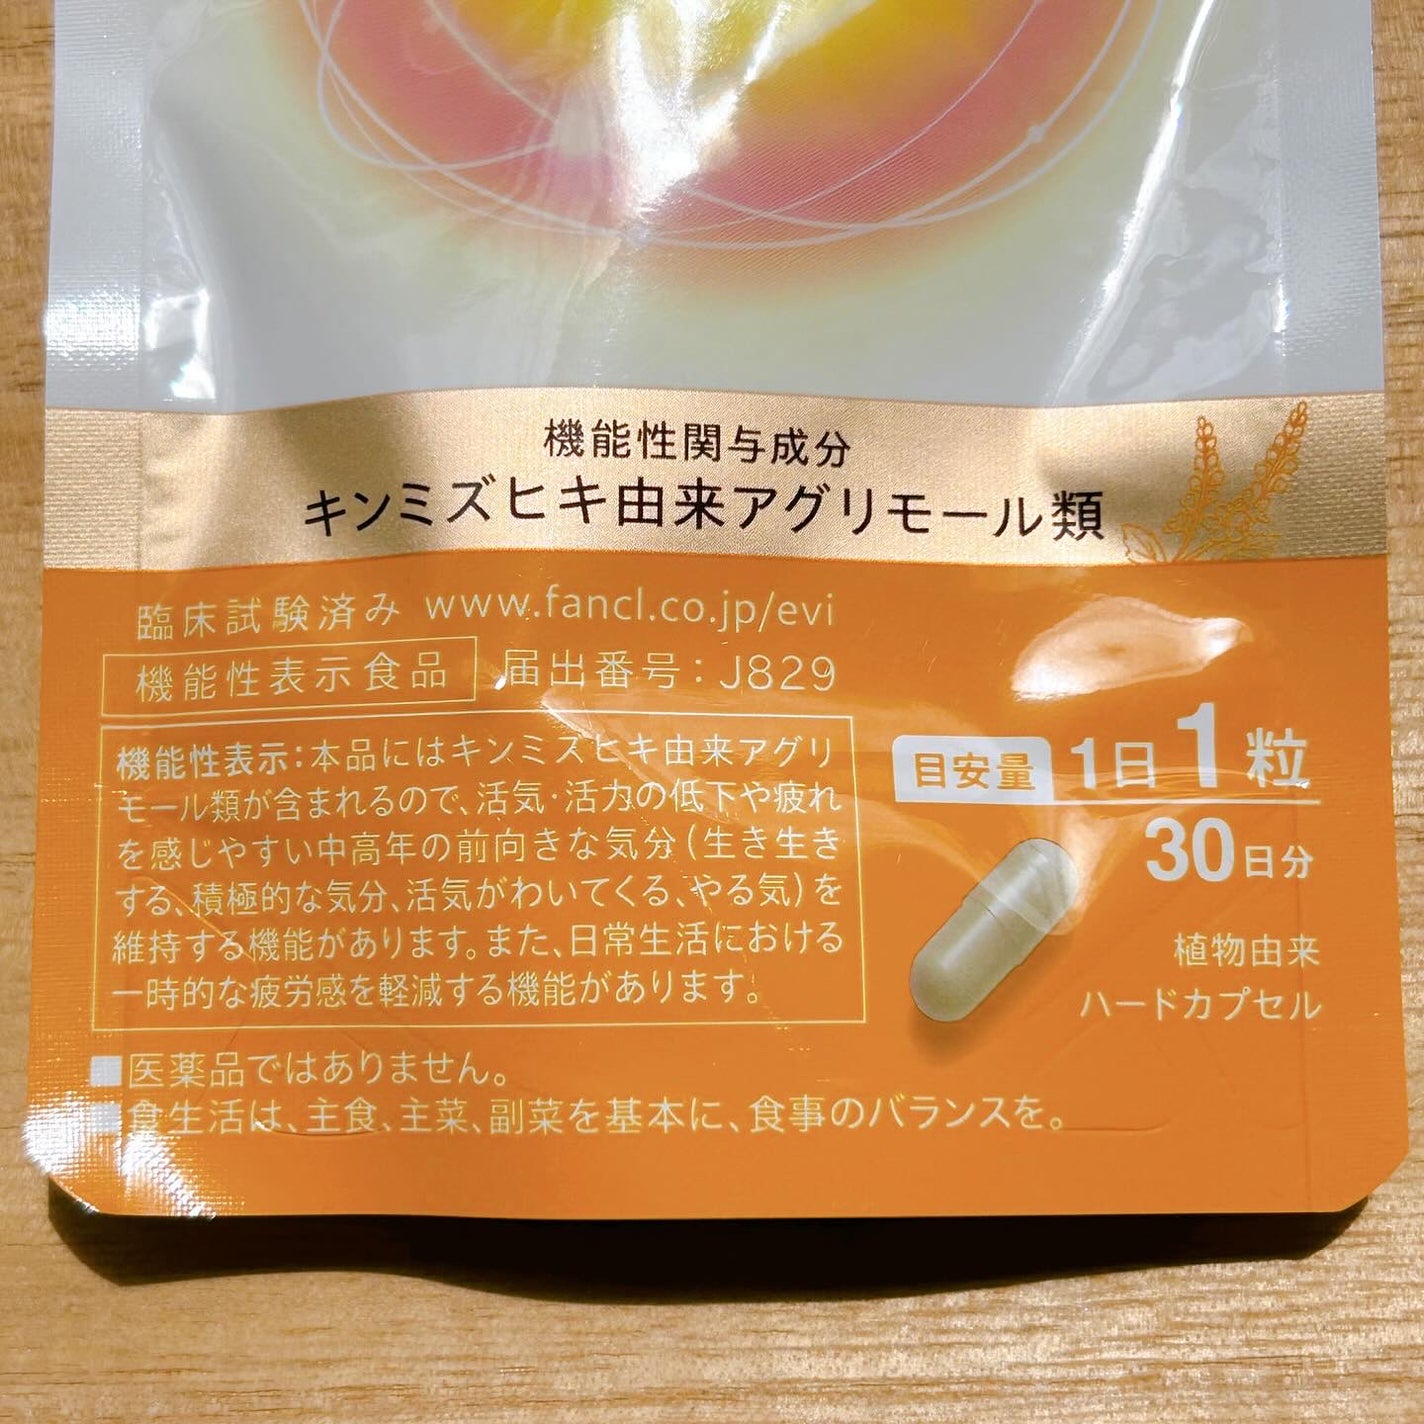 機能性関与成分
キンミズヒキ由来アグリモール類
臨床試験済み www.fancl.co.jp/evi
機能性表示食品 届出番号：J829
機能性表示：本品にはキンミズヒキ由来アグリ
モール類が含まれるので、活気・活力の低下や疲れ
を感じやすい中高年の前向きな気分（生き生き
する、積極的な気分、活気がわいてくる、やる気）を
維持する機能があります。また、日常生活における
一時的な疲労感を軽減する機能があります。
目安量 1日1粒
30日分
植物由来
ハードカプセル
■医薬品ではありません。
■食生活は、主食、主菜、副菜を基本に、食事のバランスを。